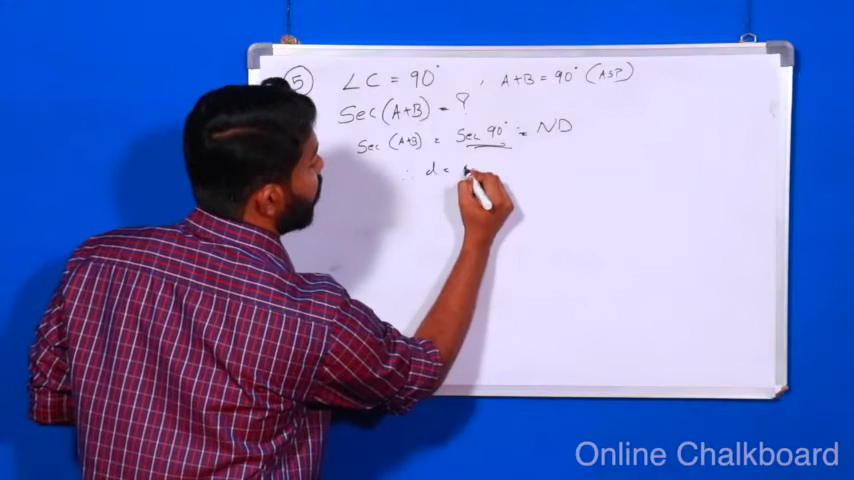 5 ∠C = 90° , A+B = 90° (ASP)
Sec (A+B) = ?
Sec (A+B) = Sec 90° = ND
∴ d =
Online Chalkboard